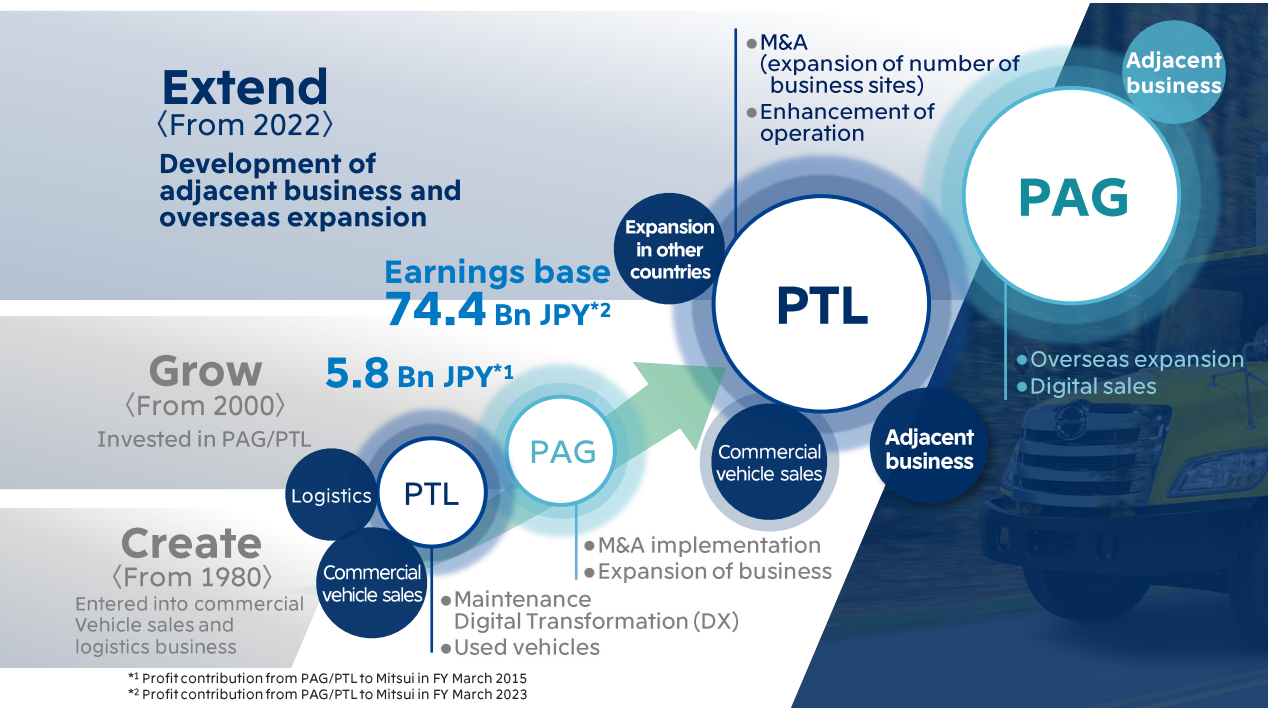 Extend
〈From 2022〉
Development of
adjacent business and
overseas expansion
Earnings base
74.4 Bn JPY*2
5.8 Bn JPY*1
Grow
〈From 2000〉
Invested in PAG/PTL
Create
〈From 1980〉
Entered into commercial
Vehicle sales and
logistics business
Logistics
PTL
Commercial
vehicle sales
●Maintenance
Digital Transformation (DX)
●Used vehicles
PAG
●M&A implementation
●Expansion of business
●M&A
(expansion of number of
business sites)
●Enhancement of
operation
Expansion
in other
countries
PTL
Commercial
vehicle sales
Adjacent
business
Adjacent
business
PAG
●Overseas expansion
●Digital sales
*1 Profit contribution from PAG/PTL to Mitsui in FY March 2015
*2 Profit contribution from PAG/PTL to Mitsui in FY March 2023